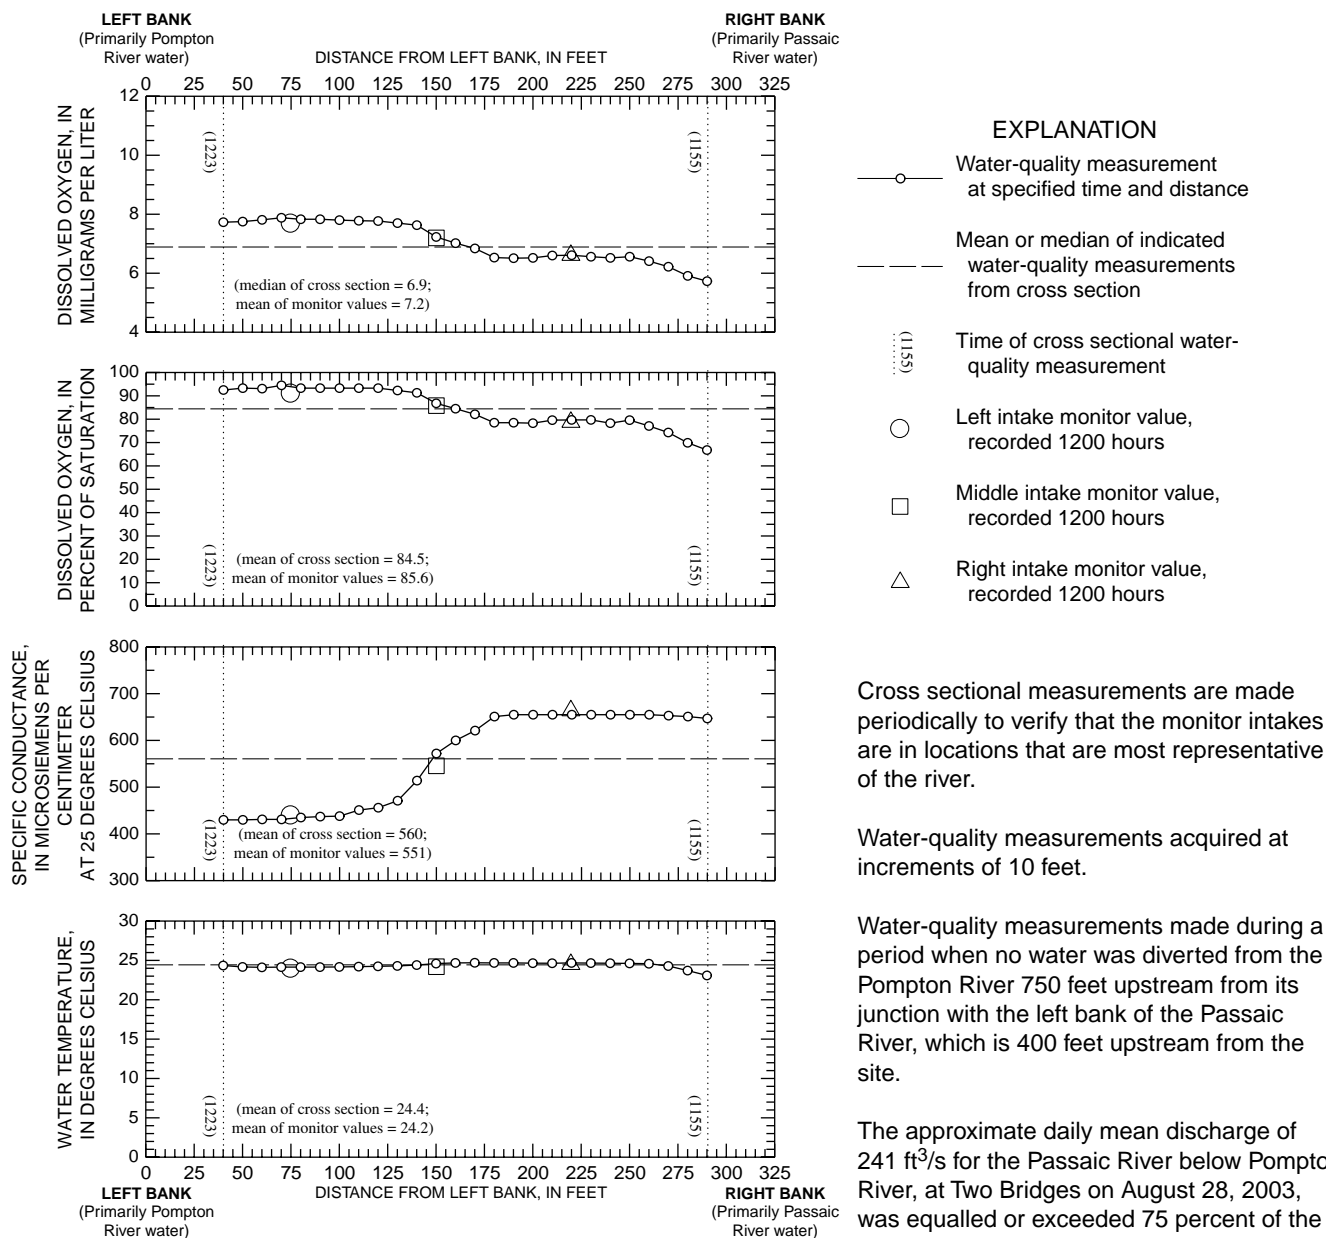 LEFT BANK
(Primarily Pompton
River water)
RIGHT BANK
(Primarily Passaic
River water)
DISTANCE FROM LEFT BANK, IN FEET
0 25 50 75 100 125 150 175 200 225 250 275 300 325
DISSOLVED OXYGEN, IN
MILLIGRAMS PER LITER
12
10
8
6
4
(1223)
(1155)
(median of cross section = 6.9;
mean of monitor values = 7.2)
DISSOLVED OXYGEN, IN
PERCENT OF SATURATION
100
90
80
70
60
50
40
30
20
10
0
(1223)
(1155)
(mean of cross section = 84.5;
mean of monitor values = 85.6)
SPECIFIC CONDUCTANCE,
IN MICROSIEMENS PER
CENTIMETER
AT 25 DEGREES CELSIUS
800
700
600
500
400
300
(1223)
(1155)
(mean of cross section = 560;
mean of monitor values = 551)
WATER TEMPERATURE,
IN DEGREES CELSIUS
30
25
20
15
10
5
0
(1223)
(1155)
(mean of cross section = 24.4;
mean of monitor values = 24.2)
0 25 50 75 100 125 150 175 200 225 250 275 300 325
DISTANCE FROM LEFT BANK, IN FEET
LEFT BANK
(Primarily Pompton
River water)
RIGHT BANK
(Primarily Passaic
River water)
EXPLANATION
Water-quality measurement
at specified time and distance
Mean or median of indicated
water-quality measurements
from cross section
(1155)
Time of cross sectional water-
quality measurement
Left intake monitor value,
recorded 1200 hours
Middle intake monitor value,
recorded 1200 hours
Right intake monitor value,
recorded 1200 hours
Cross sectional measurements are made
periodically to verify that the monitor intakes
are in locations that are most representative
of the river.
Water-quality measurements acquired at
increments of 10 feet.
Water-quality measurements made during a
period when no water was diverted from the
Pompton River 750 feet upstream from its
junction with the left bank of the Passaic
River, which is 400 feet upstream from the
site.
The approximate daily mean discharge of
241 ft³/s for the Passaic River below Pompto
River, at Two Bridges on August 28, 2003,
was equalled or exceeded 75 percent of the